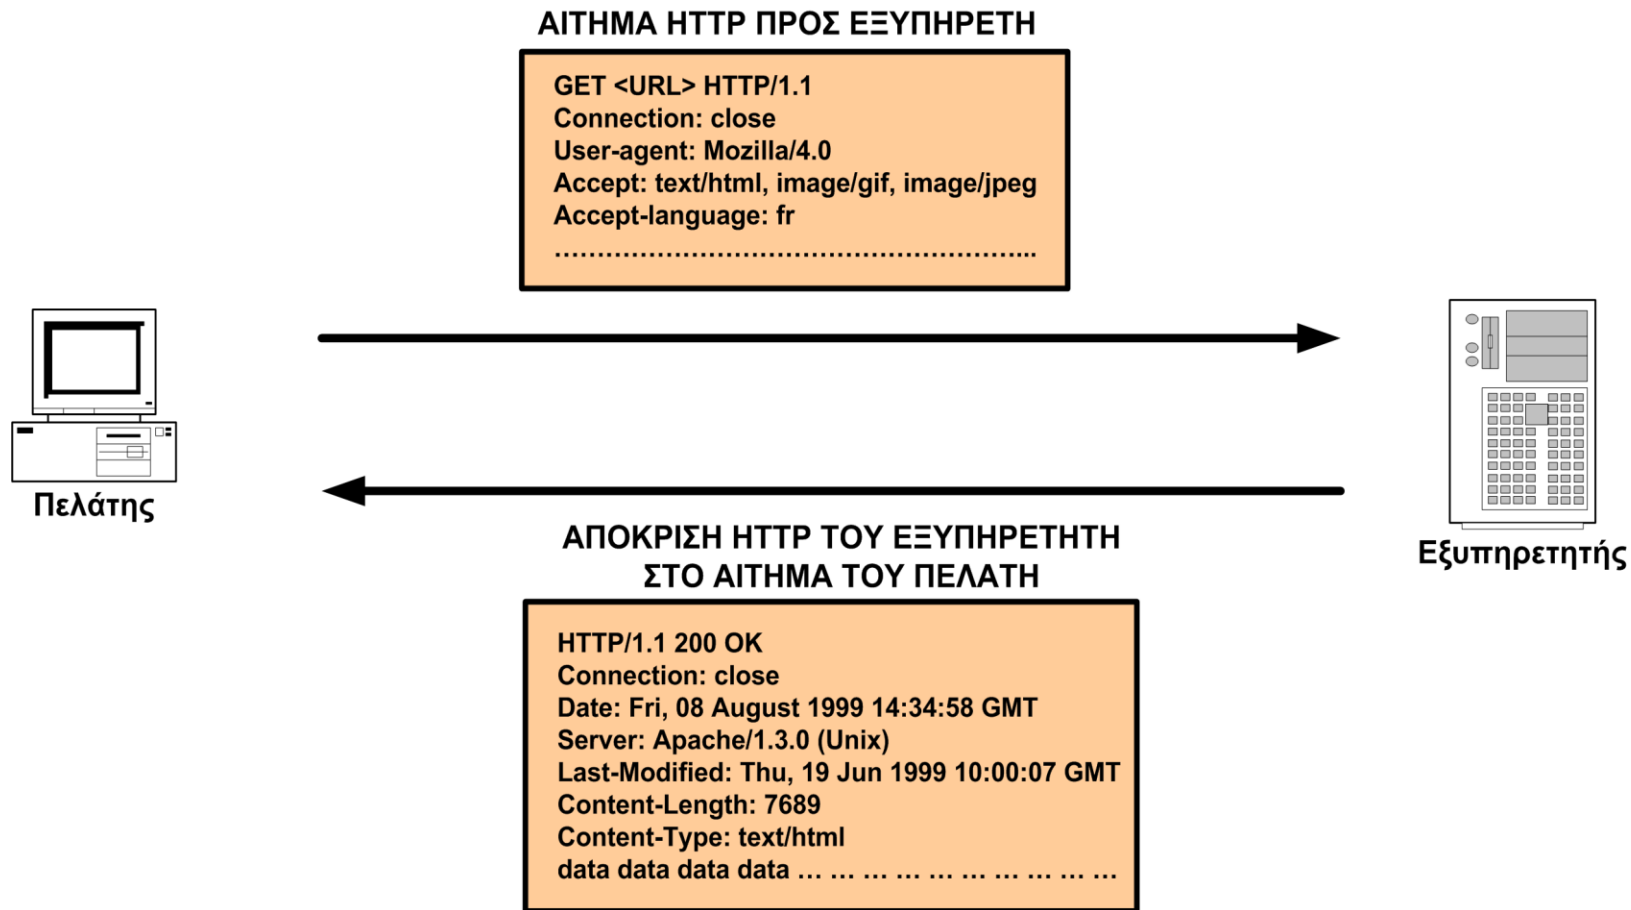 ΑΙΤΗΜΑ HTTP ΠΡΟΣ ΕΞΥΠΗΡΕΤΗ
GET <URL> HTTP/1.1
Connection: close
User-agent: Mozilla/4.0
Accept: text/html, image/gif, image/jpeg
Accept-language: fr
…………………………………………………...
Πελάτης
Εξυπηρετητής
ΑΠΟΚΡΙΣΗ HTTP ΤΟΥ ΕΞΥΠΗΡΕΤΗΤΗ
ΣΤΟ ΑΙΤΗΜΑ ΤΟΥ ΠΕΛΑΤΗ
HTTP/1.1 200 OK
Connection: close
Date: Fri, 08 August 1999 14:34:58 GMT
Server: Apache/1.3.0 (Unix)
Last-Modified: Thu, 19 Jun 1999 10:00:07 GMT
Content-Length: 7689
Content-Type: text/html
data data data data … … … … … … … … … …